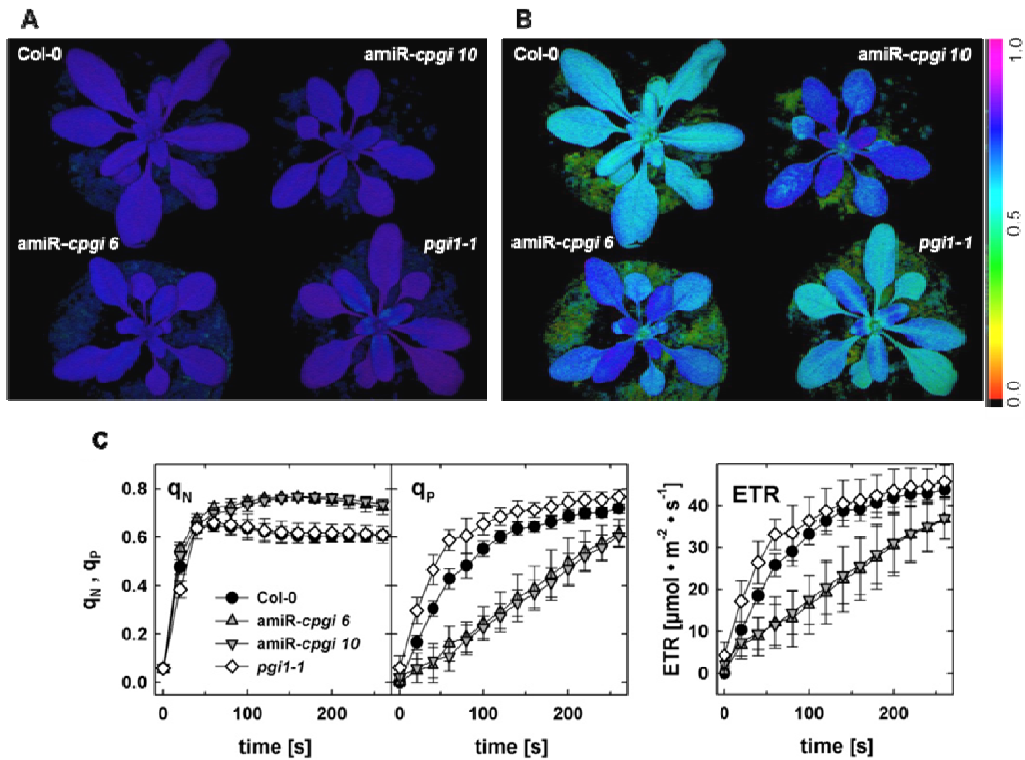 A
B
Col-0
amiR-cpgi 10
amiR-cpgi 6
pgi1-1
Col-0
amiR-cpgi 10
amiR-cpgi 6
pgi1-1
1.0
0.5
0.0
C
qN
qP
ETR
qN , qP
0.8
0.6
0.4
0.2
0.0
Col-0
amiR-cpgi 6
amiR-cpgi 10
pgi1-1
ETR [µmol • m-2 • s-1]
40
30
20
10
0
0 100 200
0 100 200
0 100 200
time [s]
time [s]
time [s]